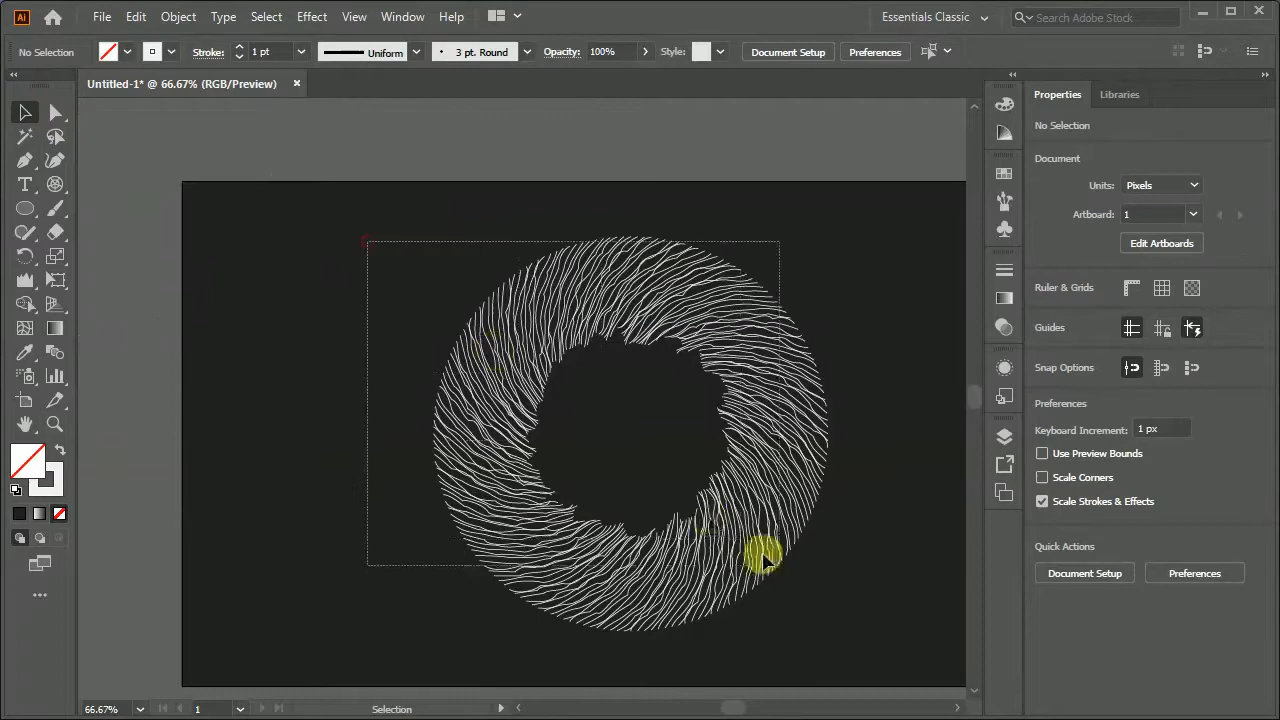 Ai File Edit Object Type Select Effect View Window Help Essentials Classic Search Adobe Stock
No Selection Stroke: 1 pt Uniform 3 pt. Round Opacity: 100% Style: Document Setup Preferences
Untitled-1* @ 66.67% (RGB/Preview)
Properties Libraries
No Selection
Document
Units: Pixels
Artboard: 1
Edit Artboards
Ruler & Grids
Guides
Snap Options
Preferences
Keyboard Increment: 1 px
Use Preview Bounds
Scale Corners
Scale Strokes & Effects
Quick Actions
Document Setup Preferences
66.67% 1 Selection